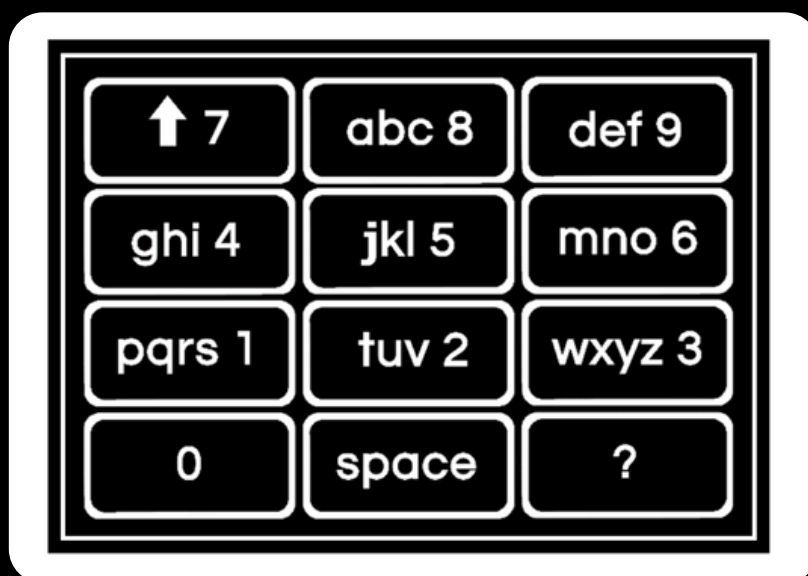 ⬆ 7 abc 8 def 9
ghi 4 jkl 5 mno 6
pqrs 1 tuv 2 wxyz 3
0 space ?